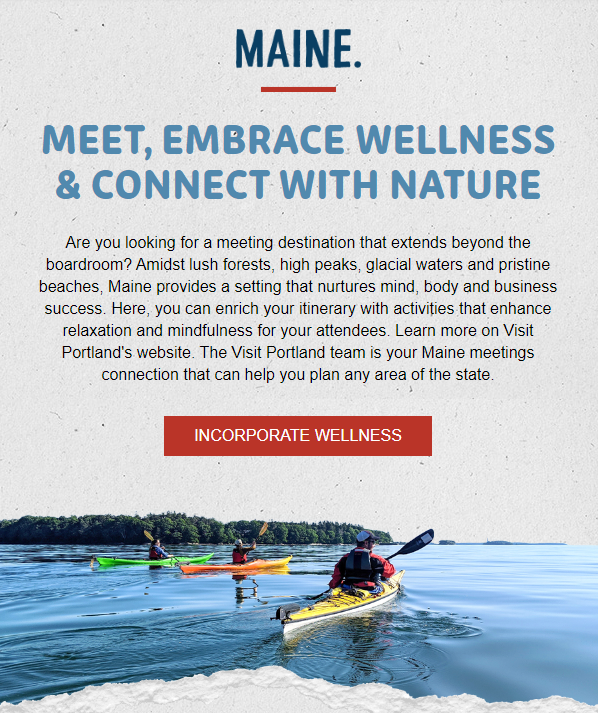 MAINE.
MEET, EMBRACE WELLNESS
& CONNECT WITH NATURE
Are you looking for a meeting destination that extends beyond the
boardroom? Amidst lush forests, high peaks, glacial waters and pristine
beaches, Maine provides a setting that nurtures mind, body and business
success. Here, you can enrich your itinerary with activities that enhance
relaxation and mindfulness for your attendees. Learn more on Visit
Portland's website. The Visit Portland team is your Maine meetings
connection that can help you plan any area of the state.
INCORPORATE WELLNESS